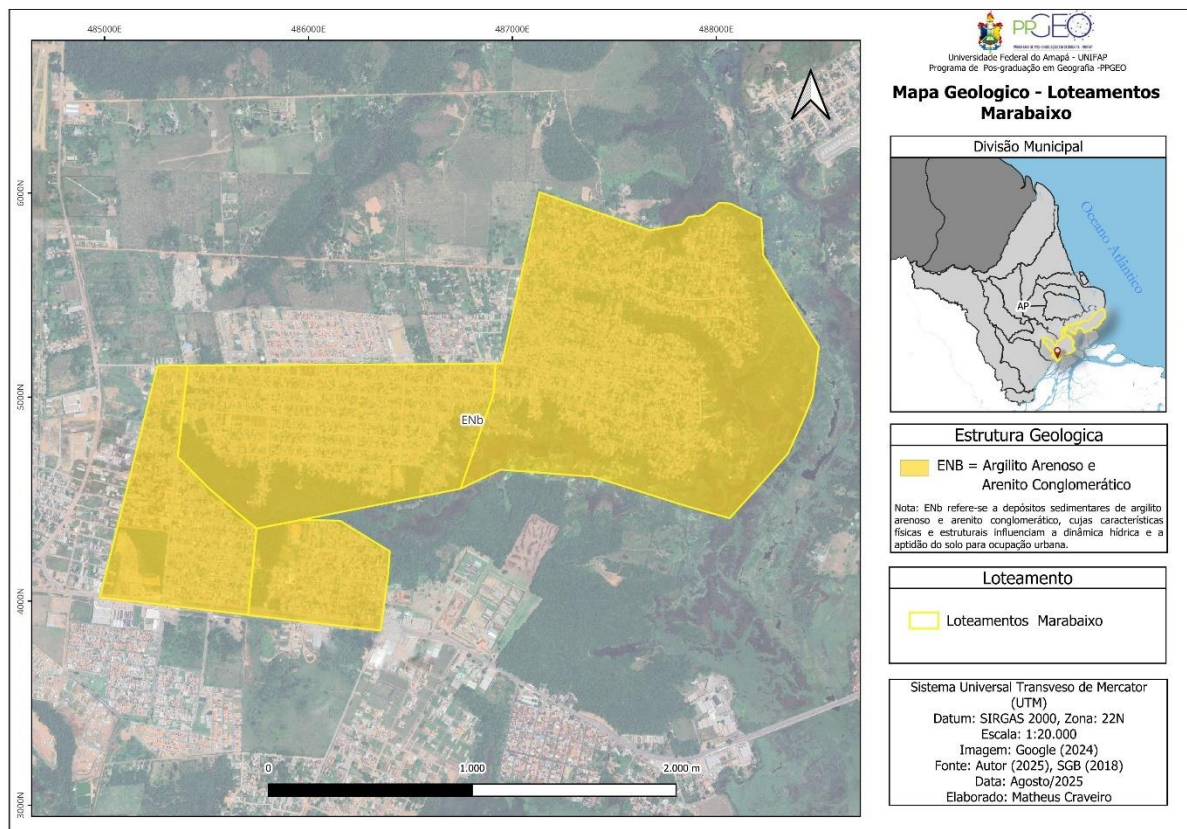 485000E
486000E
487000E
488000E
6000N
5000N
4000N
3000N
ENb
0
1.000
2.000 m
PPGEO
Universidade Federal do Amapá - UNIFAP
Programa de Pos-graduação em Geografia -PPGEO
Mapa Geologico - Loteamentos
Marabaixo
Divisão Municipal
Oceano Atlântico
AP
Estrutura Geologica
ENB = Argilito Arenoso e
Arenito Conglomerático
Nota: ENb refere-se a depósitos sedimentares de argilito
arenoso e arenito conglomerático, cujas características
físicas e estruturais influenciam a dinâmica hídrica e a
aptidão do solo para ocupação urbana.
Loteamento
Loteamentos Marabaixo
Sistema Universal Transveso de Mercator
(UTM)
Datum: SIRGAS 2000, Zona: 22N
Escala: 1:20.000
Imagem: Google (2024)
Fonte: Autor (2025), SGB (2018)
Data: Agosto/2025
Elaborado: Matheus Craveiro